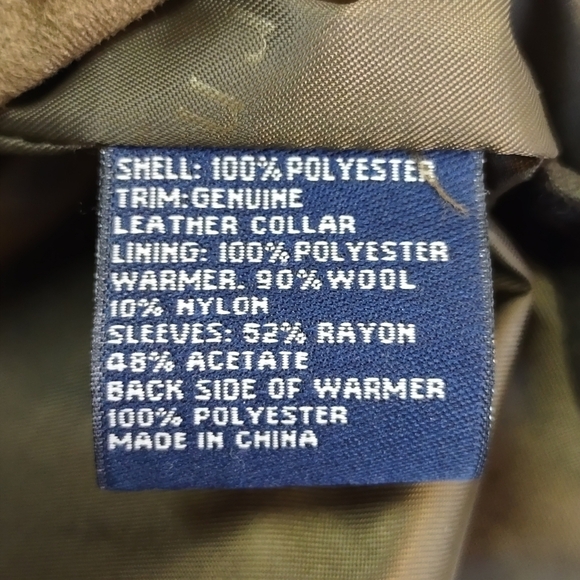 SHELL: 100% POLYESTER
TRIM:GENUINE
LEATHER COLLAR
LINING: 100% POLYESTER
WARMER. 90% WOOL
10% NYLON
SLEEVES: 52% RAYON
48% ACETATE
BACK SIDE OF WARMER
100% POLYESTER
MADE IN CHINA